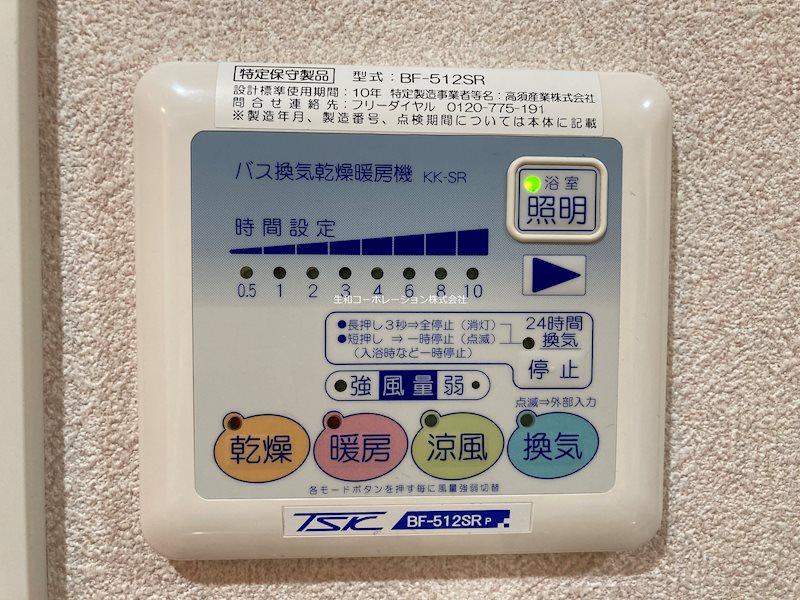 特定保守製品 型式：BF-512SR
設計標準使用期間：10年 特定製造事業者等名：高須産業株式会社
問合せ連絡先：フリーダイヤル 0120-775-191
※製造年月、製造番号、点検期間については本体に記載
バス換気乾燥暖房機 KK-SR
浴室
照明
時間設定
0.5 1 2 3 4 6 8 10
生和コーポレーション株式会社
●長押し3秒⇒全停止（消灯）
●短押し ⇒一時停止（点滅）
（入浴時など一時停止）
24時間
換気
停止
強 風量 弱
点滅⇒外部入力
乾燥 暖房 涼風 換気
各モードボタンを押す毎に風量強弱切替
TSK BF-512SR P